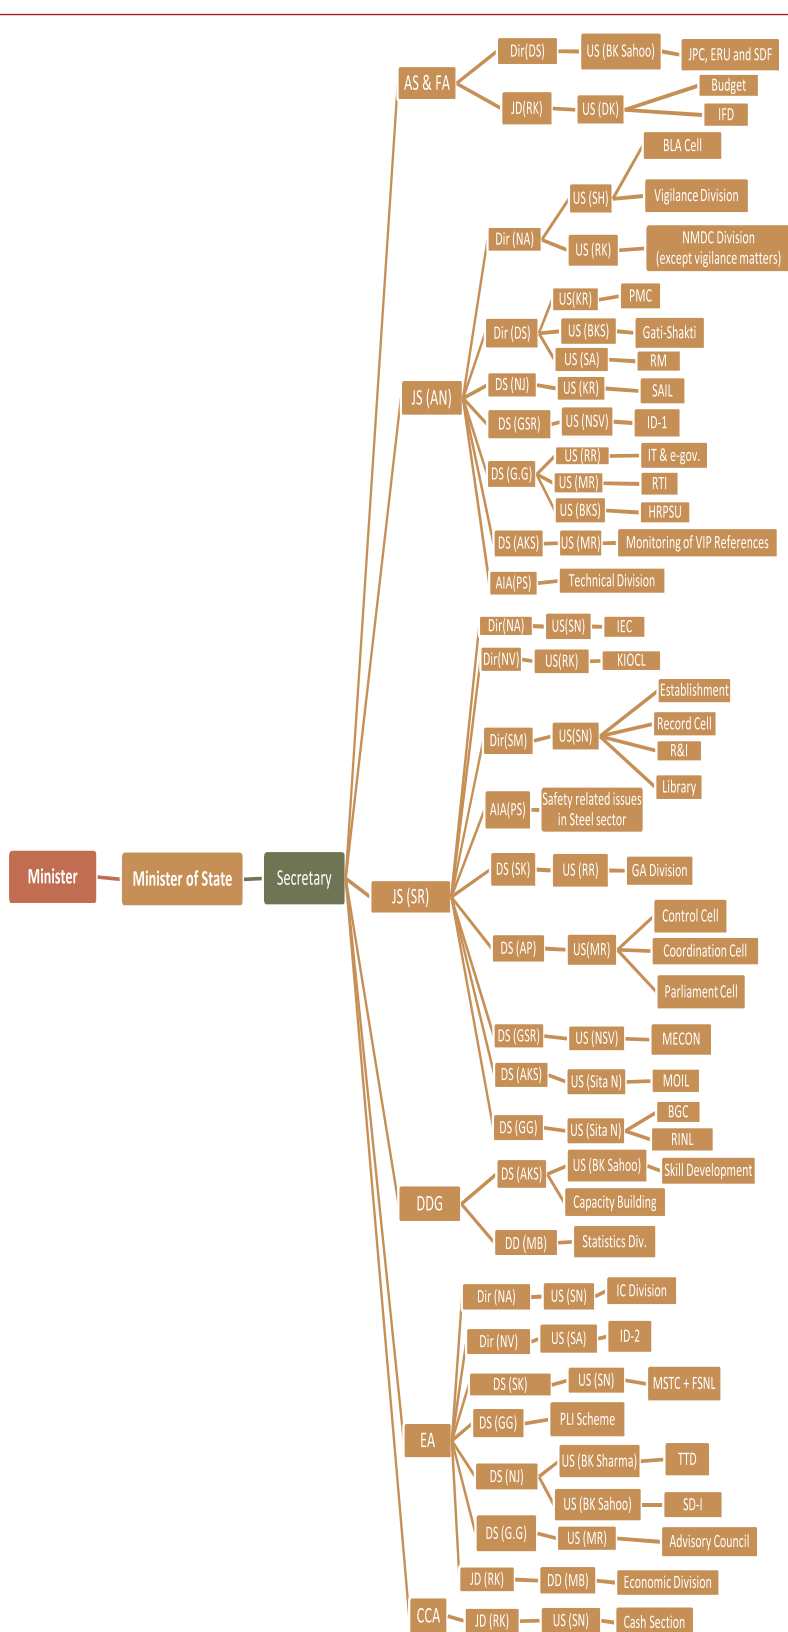 Minister
Minister of State
Secretary
AS & FA
Dir(DS)
US (BK Sahoo)
JPC, ERU and SDF
JD(RK)
US (DK)
Budget
IFD
JS (AN)
Dir (NA)
US (SH)
BLA Cell
Vigilance Division
US (RK)
NMDC Division
(except vigilance matters)
Dir (DS)
US(KR)
PMC
US (BKS)
Gati-Shakti
US (SA)
RM
DS (NJ)
US (KR)
SAIL
DS (GSR)
US (NSV)
ID-1
DS (G.G)
US (RR)
IT & e-gov.
US (MR)
RTI
US (BKS)
HRPSU
DS (AKS)
US (MR)
Monitoring of VIP References
AIA(PS)
Technical Division
JS (SR)
Dir(NA)
US(SN)
IEC
Dir(NV)
US(RK)
KIOCL
Dir(SM)
US(SN)
Establishment
Record Cell
R&I
Library
AIA(PS)
Safety related issues
in Steel sector
DS (SK)
US (RR)
GA Division
DS (AP)
US(MR)
Control Cell
Coordination Cell
Parliament Cell
DS (GSR)
US (NSV)
MECON
DS (AKS)
US (Sita N)
MOIL
DS (GG)
US (Sita N)
BGC
RINL
DDG
DS (AKS)
US (BK Sahoo)
Skill Development
Capacity Building
DD (MB)
Statistics Div.
EA
Dir (NA)
US (SN)
IC Division
Dir (NV)
US (SA)
ID-2
DS (SK)
US (SN)
MSTC + FSNL
DS (GG)
PLI Scheme
DS (NJ)
US (BK Sharma)
TTD
US (BK Sahoo)
SD-I
DS (G.G)
US (MR)
Advisory Council
JD (RK)
DD (MB)
Economic Division
CCA
JD (RK)
US (SN)
Cash Section